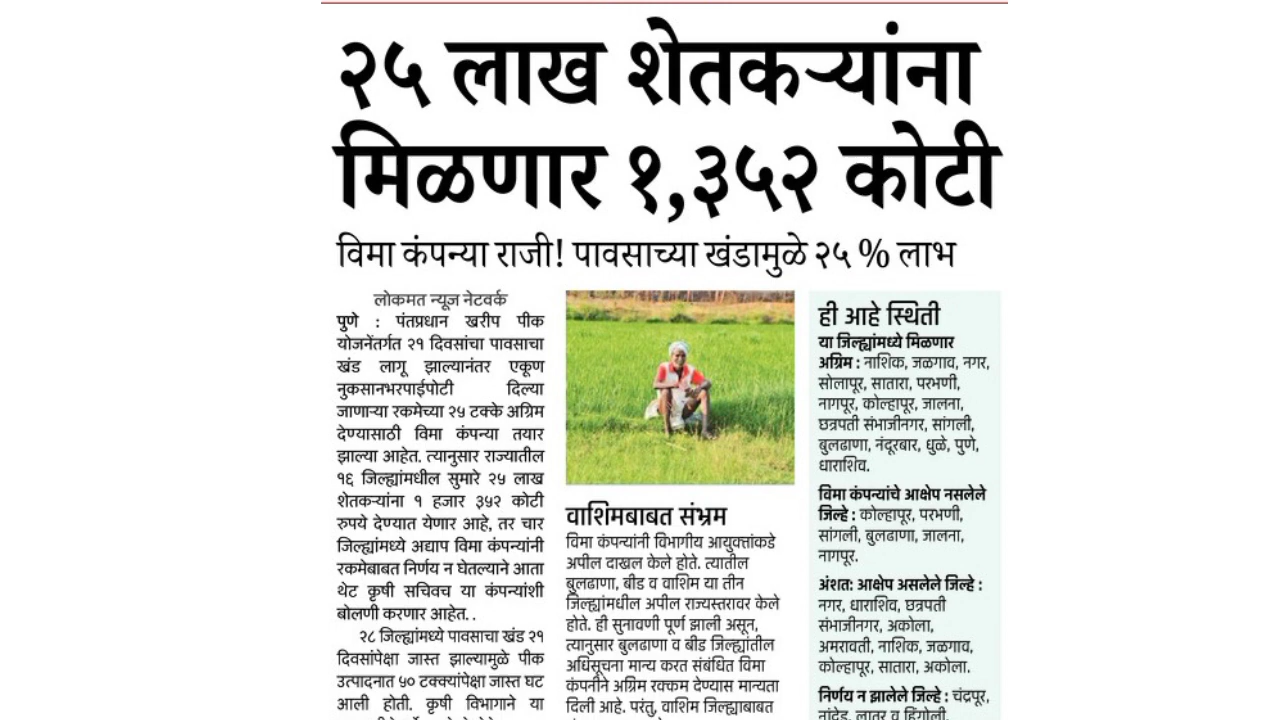 २५ लाख शेतकऱ्यांना
मिळणार १,३५२ कोटी
विमा कंपन्या राजी! पावसाच्या खंडामुळे २५ % लाभ
लोकमत न्यूज नेटवर्क
पुणे : पंतप्रधान खरीप पीक
योजनेंतर्गत २१ दिवसांचा पावसाचा
खंड लागू झाल्यानंतर एकूण
नुकसानभरपाईपोटी दिल्या
जाणाऱ्या रकमेच्या २५ टक्के अग्रिम
देण्यासाठी विमा कंपन्या तयार
झाल्या आहेत. त्यानुसार राज्यातील
१६ जिल्ह्यांमधील सुमारे २५ लाख
शेतकऱ्यांना १ हजार ३५२ कोटी
रुपये देण्यात येणार आहे, तर चार
जिल्ह्यांमध्ये अद्याप विमा कंपन्यांनी
रकमेबाबत निर्णय न घेतल्याने आता
थेट कृषी सचिवच या कंपन्यांशी
बोलणी करणार आहेत. .
२८ जिल्ह्यांमध्ये पावसाचा खंड २१
दिवसांपेक्षा जास्त झाल्यामुळे पीक
उत्पादनात ५० टक्क्यांपेक्षा जास्त घट
आली होती. कृषी विभागाने या
वाशिमबाबत संभ्रम
विमा कंपन्यांनी विभागीय आयुक्तांकडे
अपील दाखल केले होते. त्यातील
बुलढाणा, बीड व वाशिम या तीन
जिल्ह्यांमधील अपील राज्यस्तरावर केले
होते. ही सुनावणी पूर्ण झाली असून,
त्यानुसार बुलढाणा व बीड जिल्ह्यांतील
अधिसूचना मान्य करत संबंधित विमा
कंपनीने अग्रिम रक्कम देण्यास मान्यता
दिली आहे. परंतु, वाशिम जिल्ह्याबाबत
ही आहे स्थिती
या जिल्ह्यांमध्ये मिळणार
अग्रिम : नाशिक, जळगाव, नगर,
सोलापूर, सातारा, परभणी,
नागपूर, कोल्हापूर, जालना,
छत्रपती संभाजीनगर, सांगली,
बुलढाणा, नंदूरबार, धुळे, पुणे,
धाराशिव.
विमा कंपन्यांचे आक्षेप नसलेले
जिल्हे : कोल्हापूर, परभणी,
सांगली, बुलढाणा, जालना,
नागपूर.
अंशत: आक्षेप असलेले जिल्हे :
नगर, धाराशिव, छत्रपती
संभाजीनगर, अकोला,
अमरावती, नाशिक, जळगाव,
कोल्हापूर, सातारा, अकोला.
निर्णय न झालेले जिल्हे : चंद्रपूर,
नांदेड, लातूर व हिंगोली.